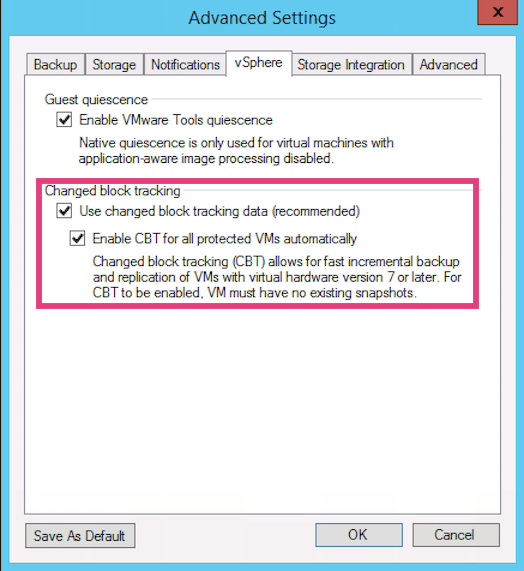 Advanced Settings
x
Backup Storage Notifications vSphere Storage Integration Advanced
Guest quiescence
Enable VMware Tools quiescence
Native quiescence is only used for virtual machines with
application-aware image processing disabled.
Changed block tracking
Use changed block tracking data (recommended)
Enable CBT for all protected VMs automatically
Changed block tracking (CBT) allows for fast incremental backup
and replication of VMs with virtual hardware version 7 or later. For
CBT to be enabled, VM must have no existing snapshots.
Save As Default OK Cancel